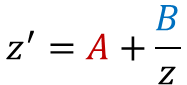 z′ = A + B/z